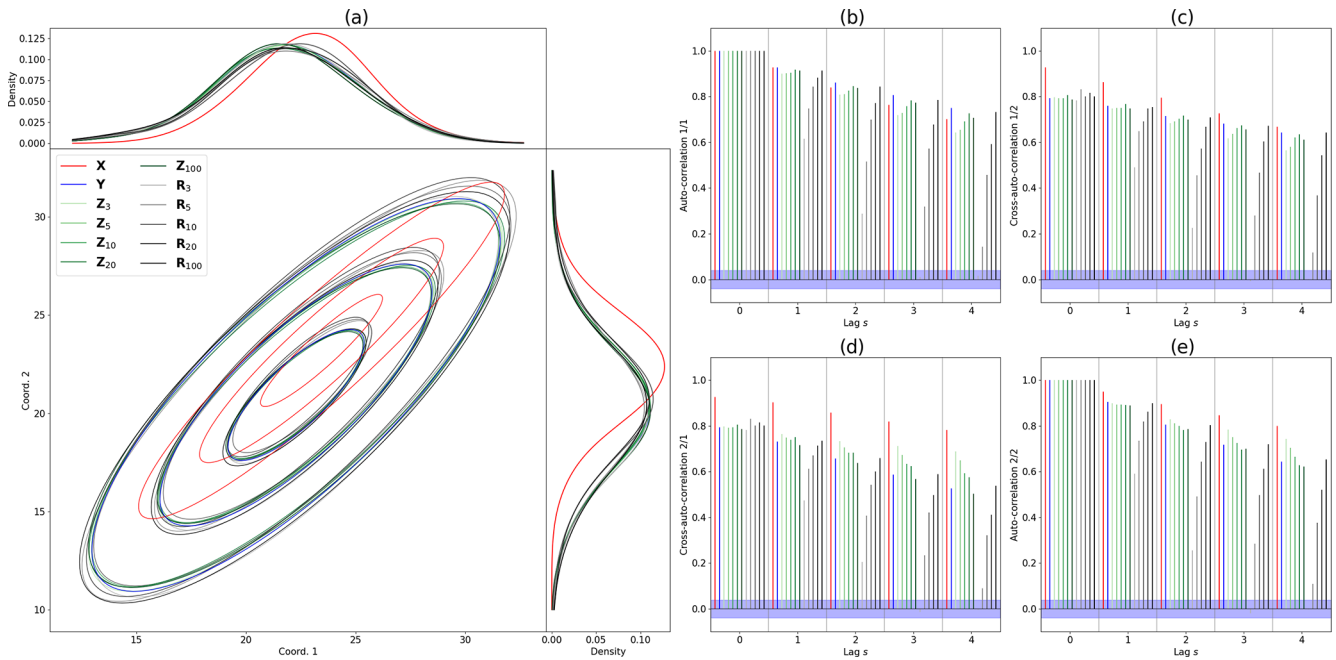 (a)
0.125
0.100
0.075
0.050
0.025
0.000
Density
X
Y
Z3
Z5
Z10
Z20
Z100
R3
R5
R10
R20
R100
30
25
20
15
10
Coord. 2
15
20
25
30
Coord. 1
0.00
0.05
0.10
Density
(b)
1.0
0.8
0.6
0.4
0.2
0.0
Auto-correlation 1/1
0
1
2
3
4
Lag s
(c)
1.0
0.8
0.6
0.4
0.2
0.0
Cross-auto-correlation 1/2
0
1
2
3
4
Lag s
(d)
1.0
0.8
0.6
0.4
0.2
0.0
Cross-auto-correlation 2/1
0
1
2
3
4
Lag s
(e)
1.0
0.8
0.6
0.4
0.2
0.0
Auto-correlation 2/2
0
1
2
3
4
Lag s